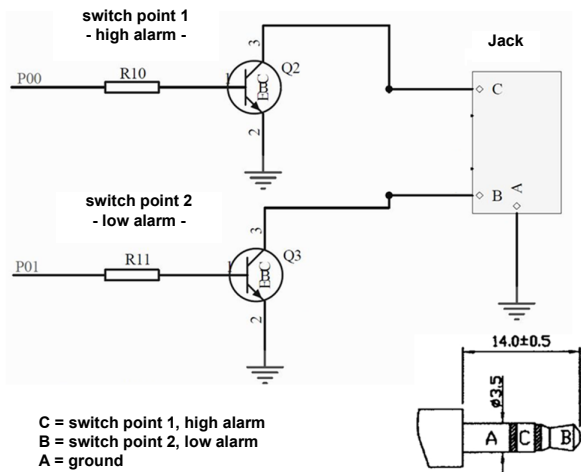 switch point 1
- high alarm -
Jack
3
P00
R10
1
Q2
C
B
E
2
C
A
B
switch point 2
- low alarm -
3
P01
R11
1
Q3
C
B
E
2
14.0±0.5
ø3.5
A
C
B
C = switch point 1, high alarm
B = switch point 2, low alarm
A = ground